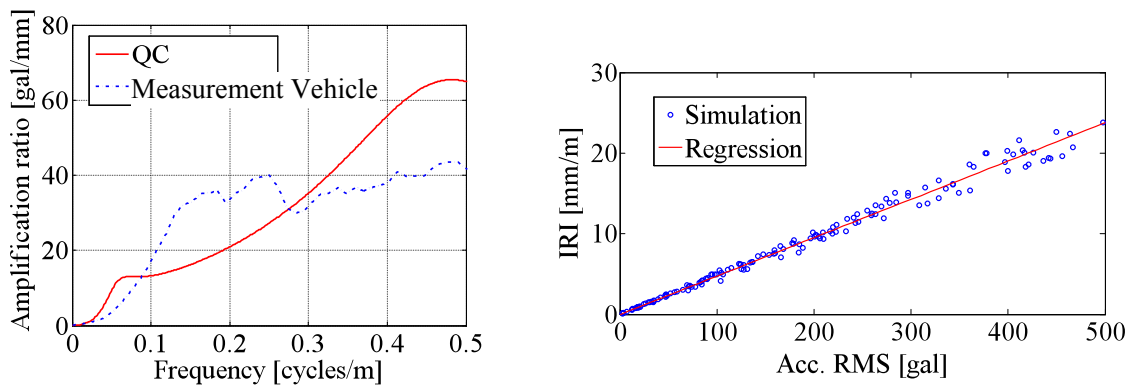 80
60
40
20
0
Amplification ratio [gal/mm]
QC
Measurement Vehicle
0
0.1
0.2
0.3
0.4
0.5
Frequency [cycles/m]
30
20
10
0
IRI [mm/m]
Simulation
Regression
0
100
200
300
400
500
Acc. RMS [gal]